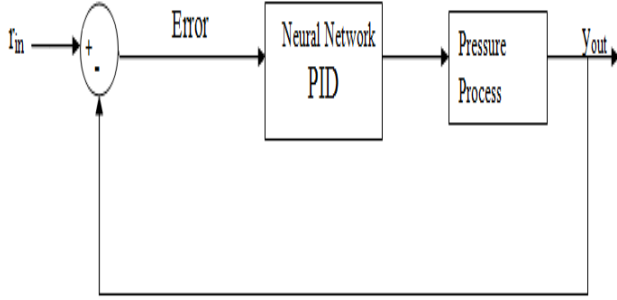 r_in
+
-
Error
Neural Network
PID
Pressure
Process
y_out